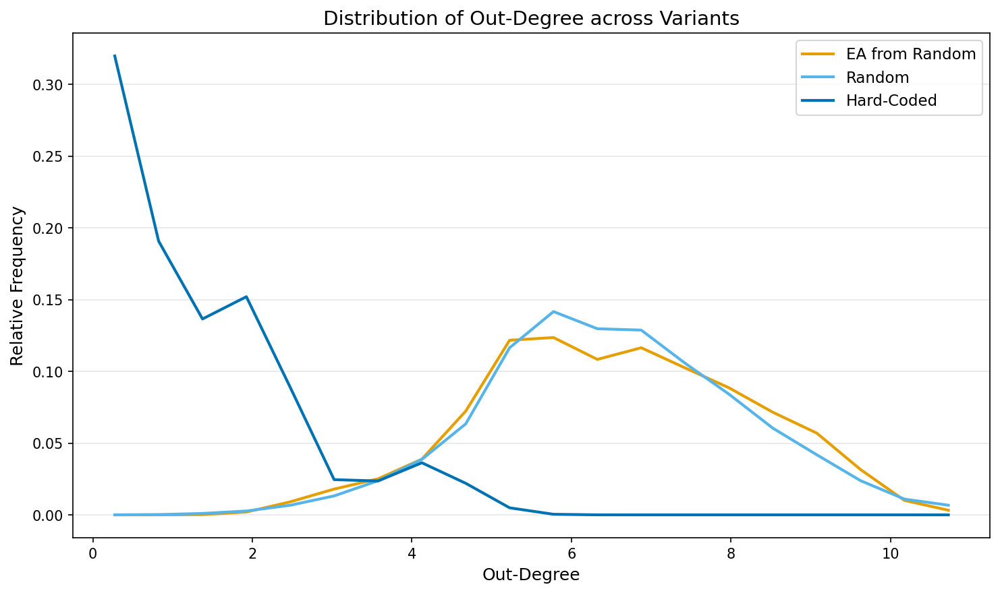 Distribution of Out-Degree across Variants
EA from Random
Random
Hard-Coded
Relative Frequency
0.30
0.25
0.20
0.15
0.10
0.05
0.00
0 2 4 6 8 10
Out-Degree